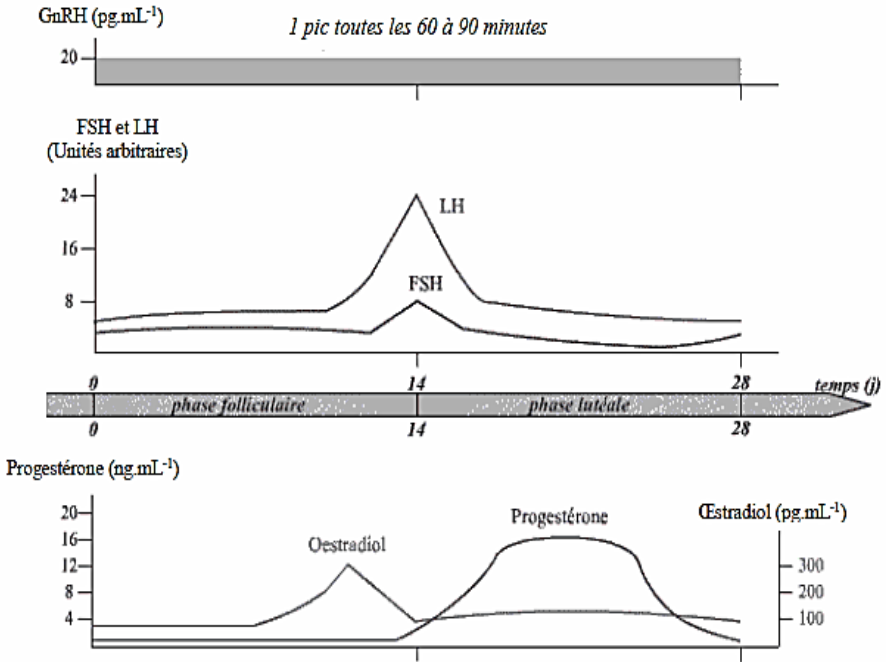 GnRH (pg.mL-1)
1 pic toutes les 60 à 90 minutes
20
14
28
FSH et LH
(Unités arbitraires)
24
LH
16
FSH
8
0
14
28
temps (j)
phase folliculaire
phase lutéale
0
14
28
Progestérone (ng.mL-1)
Œstradiol (pg.mL-1)
20
Progestérone
16
Oestradiol
12
300
8
200
4
100